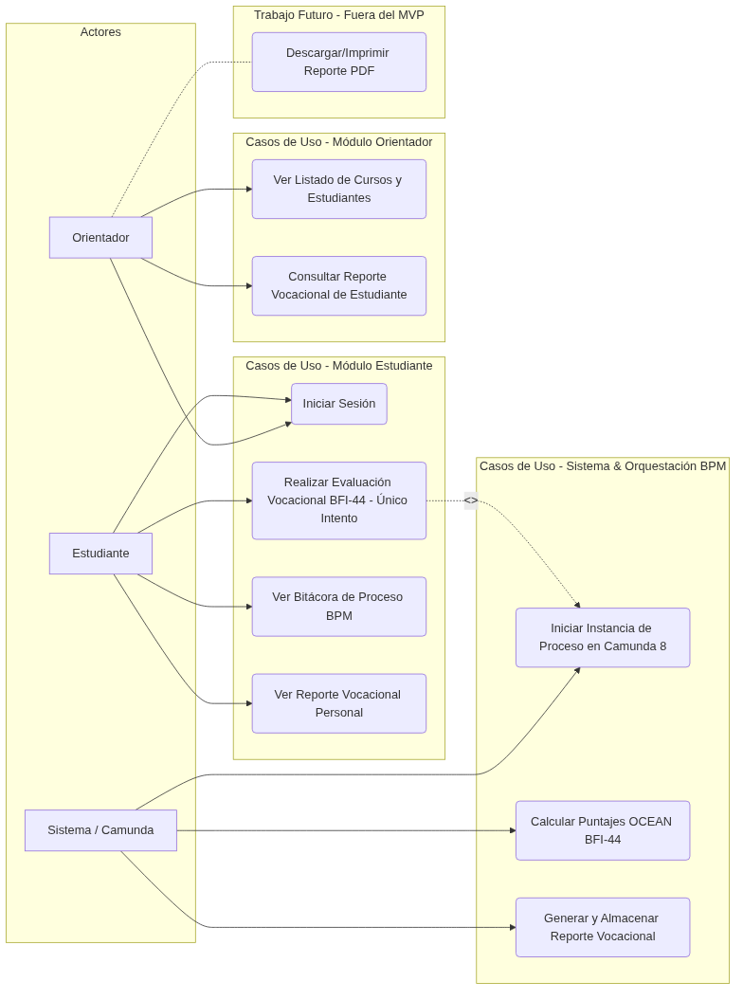 Trabajo Futuro - Fuera del MVP
Descargar/Imprimir
Reporte PDF
Actores
Casos de Uso - Módulo Orientador
Ver Listado de Cursos y
Estudiantes
Orientador
Consultar Reporte
Vocacional de Estudiante
Casos de Uso - Módulo Estudiante
Iniciar Sesión
Realizar Evaluación
Vocacional BFI-44 - Único
Intento
<>
Estudiante
Ver Bitácora de Proceso
BPM
Ver Reporte Vocacional
Personal
Casos de Uso - Sistema & Orquestación BPM
Iniciar Instancia de
Proceso en Camunda 8
Sistema / Camunda
Calcular Puntajes OCEAN
BFI-44
Generar y Almacenar
Reporte Vocacional